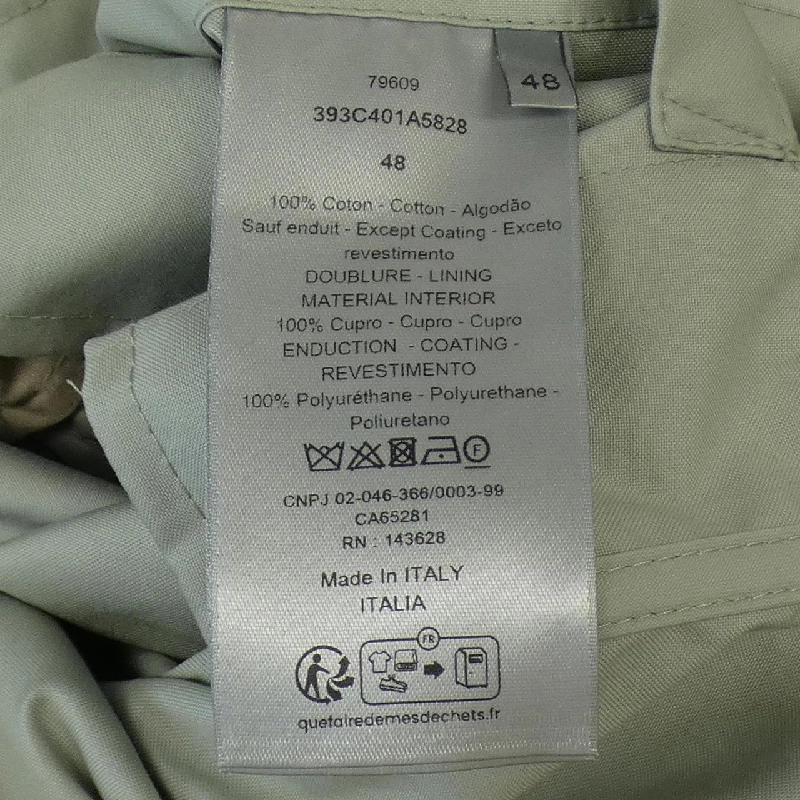 48
79609
393C401A5828
48
100% Coton - Cotton - Algodão
Sauf enduit - Except Coating - Exceto
revestimento
DOUBLURE - LINING
MATERIAL INTERIOR
100% Cupro - Cupro - Cupro
ENDUCTION - COATING -
REVESTIMENTO
100% Polyuréthane - Polyurethane -
Poliuretano
F
CNPJ 02-046-366/0003-99
CA65281
RN : 143628
Made In ITALY
ITALIA
FR
quefairedemesdechets.fr